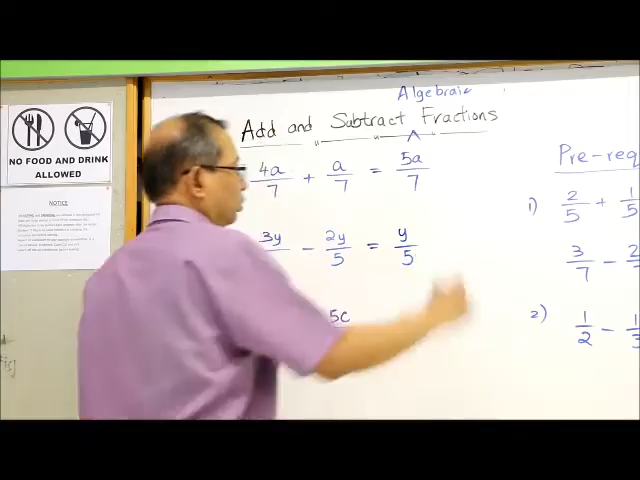 Algebraic
Add and Subtract Fractions
4a/7 + a/7 = 5a/7
3y − 2y/5 = y/5
5c
Pre-req
1) 2/5 + 1/5
3/7 − 2
2) 1/2 − 1/3
NO FOOD AND DRINK
ALLOWED
NOTICE